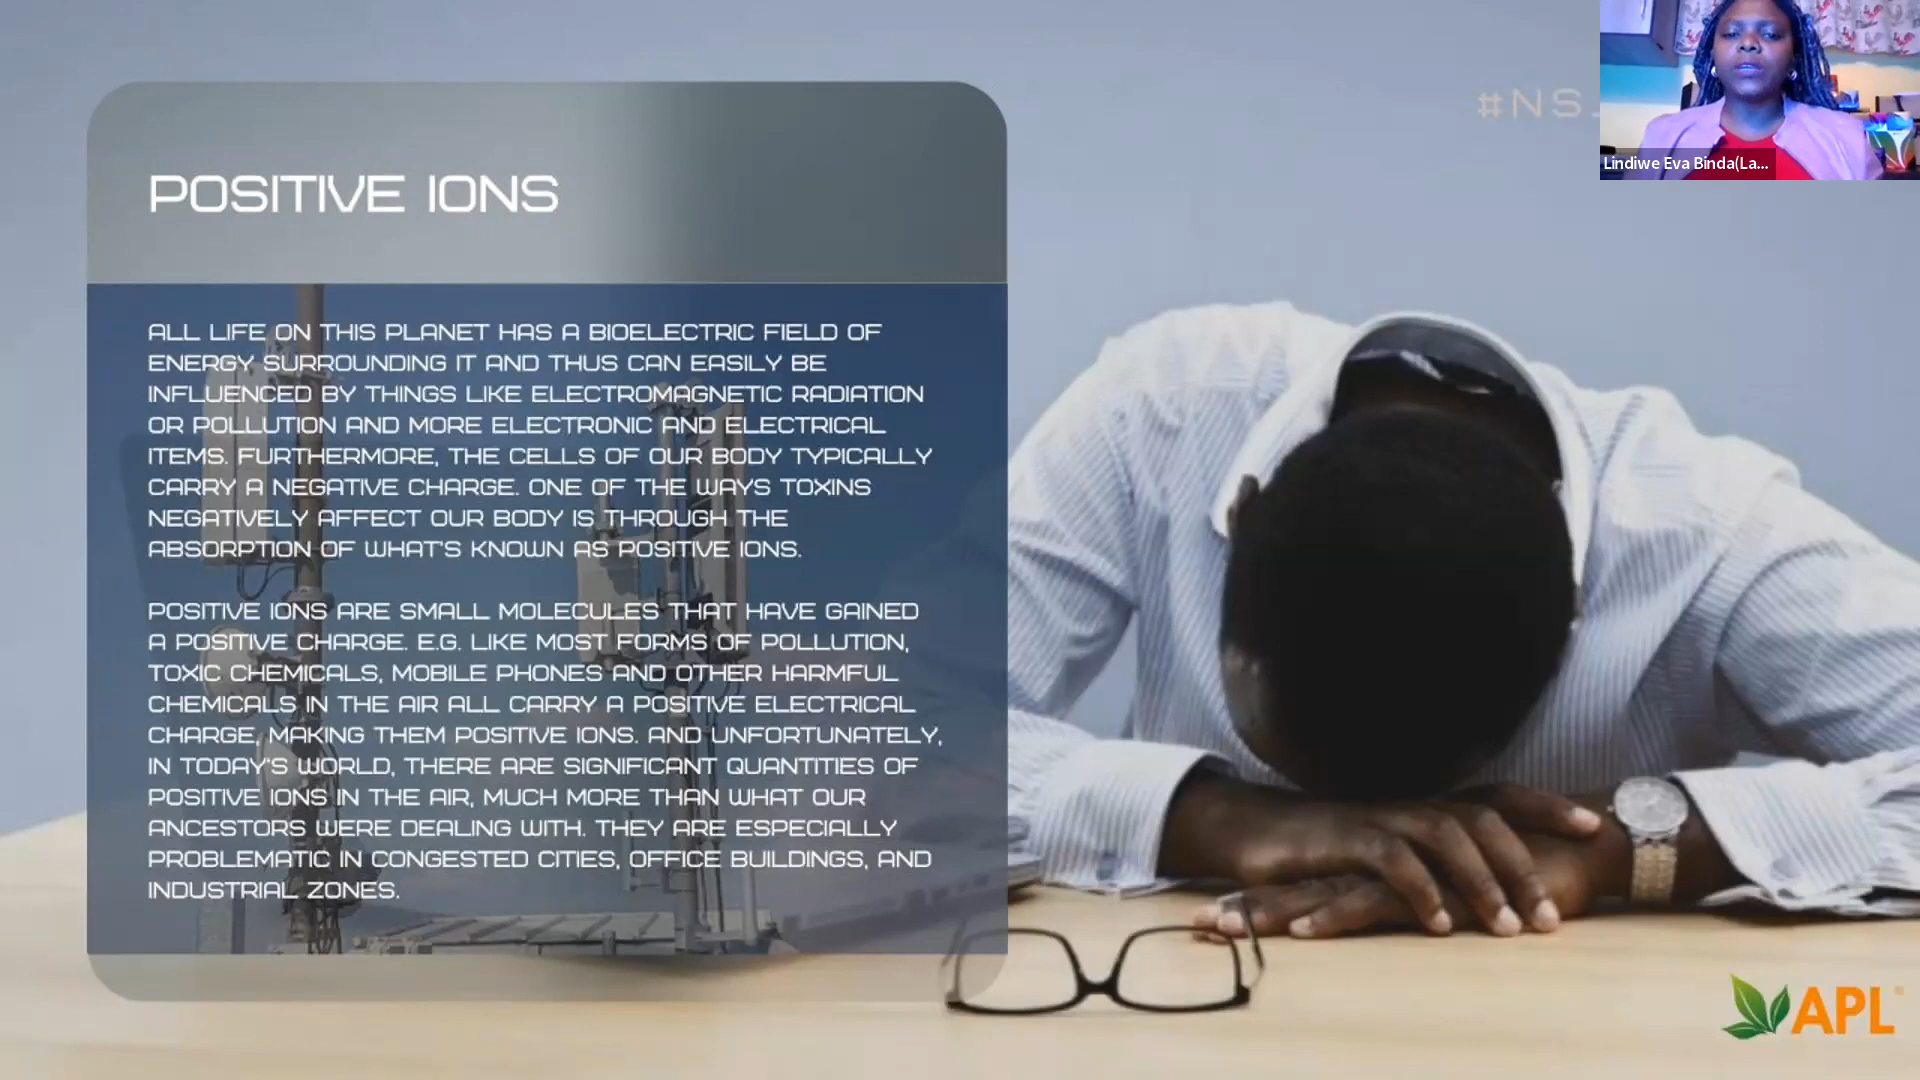 POSITIVE IONS
ALL LIFE ON THIS PLANET HAS A BIOELECTRIC FIELD OF
ENERGY SURROUNDING IT AND THUS CAN EASILY BE
INFLUENCED BY THINGS LIKE ELECTROMAGNETIC RADIATION
OR POLLUTION AND MORE ELECTRONIC AND ELECTRICAL
ITEMS. FURTHERMORE, THE CELLS OF OUR BODY TYPICALLY
CARRY A NEGATIVE CHARGE. ONE OF THE WAYS TOXINS
NEGATIVELY AFFECT OUR BODY IS THROUGH THE
ABSORPTION OF WHAT'S KNOWN AS POSITIVE IONS.
POSITIVE IONS ARE SMALL MOLECULES THAT HAVE GAINED
A POSITIVE CHARGE. E.G. LIKE MOST FORMS OF POLLUTION,
TOXIC CHEMICALS, MOBILE PHONES AND OTHER HARMFUL
CHEMICALS IN THE AIR ALL CARRY A POSITIVE ELECTRICAL
CHARGE, MAKING THEM POSITIVE IONS. AND UNFORTUNATELY,
IN TODAY'S WORLD, THERE ARE SIGNIFICANT QUANTITIES OF
POSITIVE IONS IN THE AIR, MUCH MORE THAN WHAT OUR
ANCESTORS WERE DEALING WITH. THEY ARE ESPECIALLY
PROBLEMATIC IN CONGESTED CITIES, OFFICE BUILDINGS, AND
INDUSTRIAL ZONES.
Lindiwe Eva Binda(La...
APL